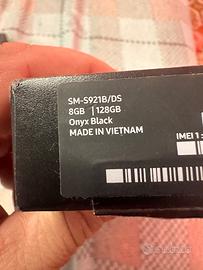 SM-S921B/DS
8GB | 128GB
Onyx Black
MADE IN VIETNAM
IMEI 1